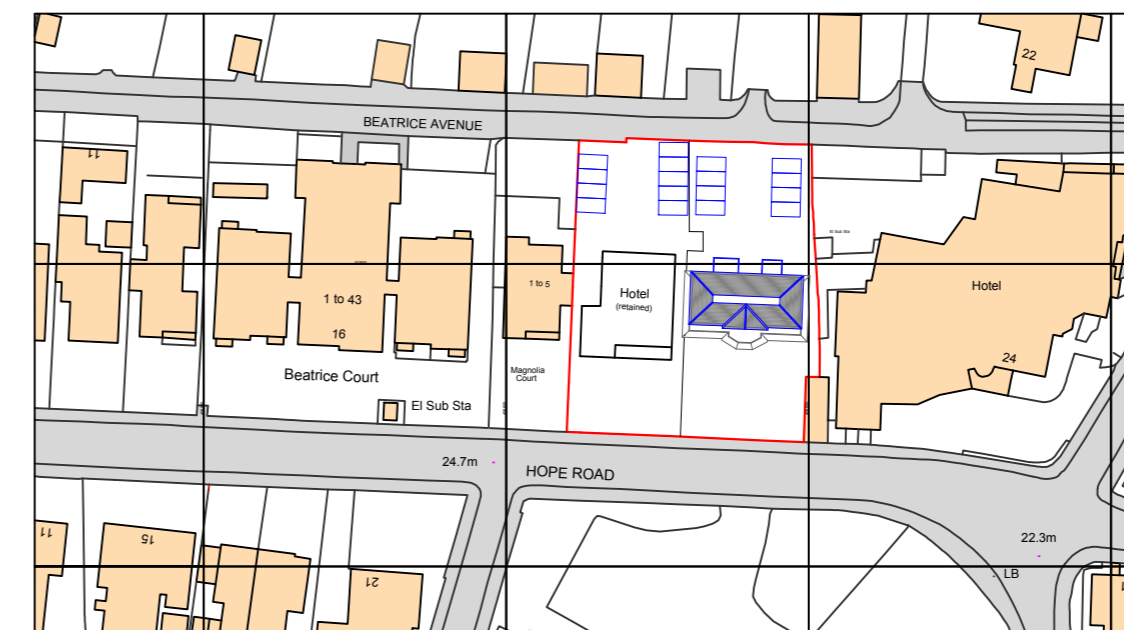 22
BEATRICE AVENUE
11
El Sub Sta
1 to 43
16
1 to 5
Hotel
(retained)
Hotel
24
Magnolia
Court
Beatrice Court
El Sub Sta
24.7m
HOPE ROAD
22.3m
LB
11
15
21